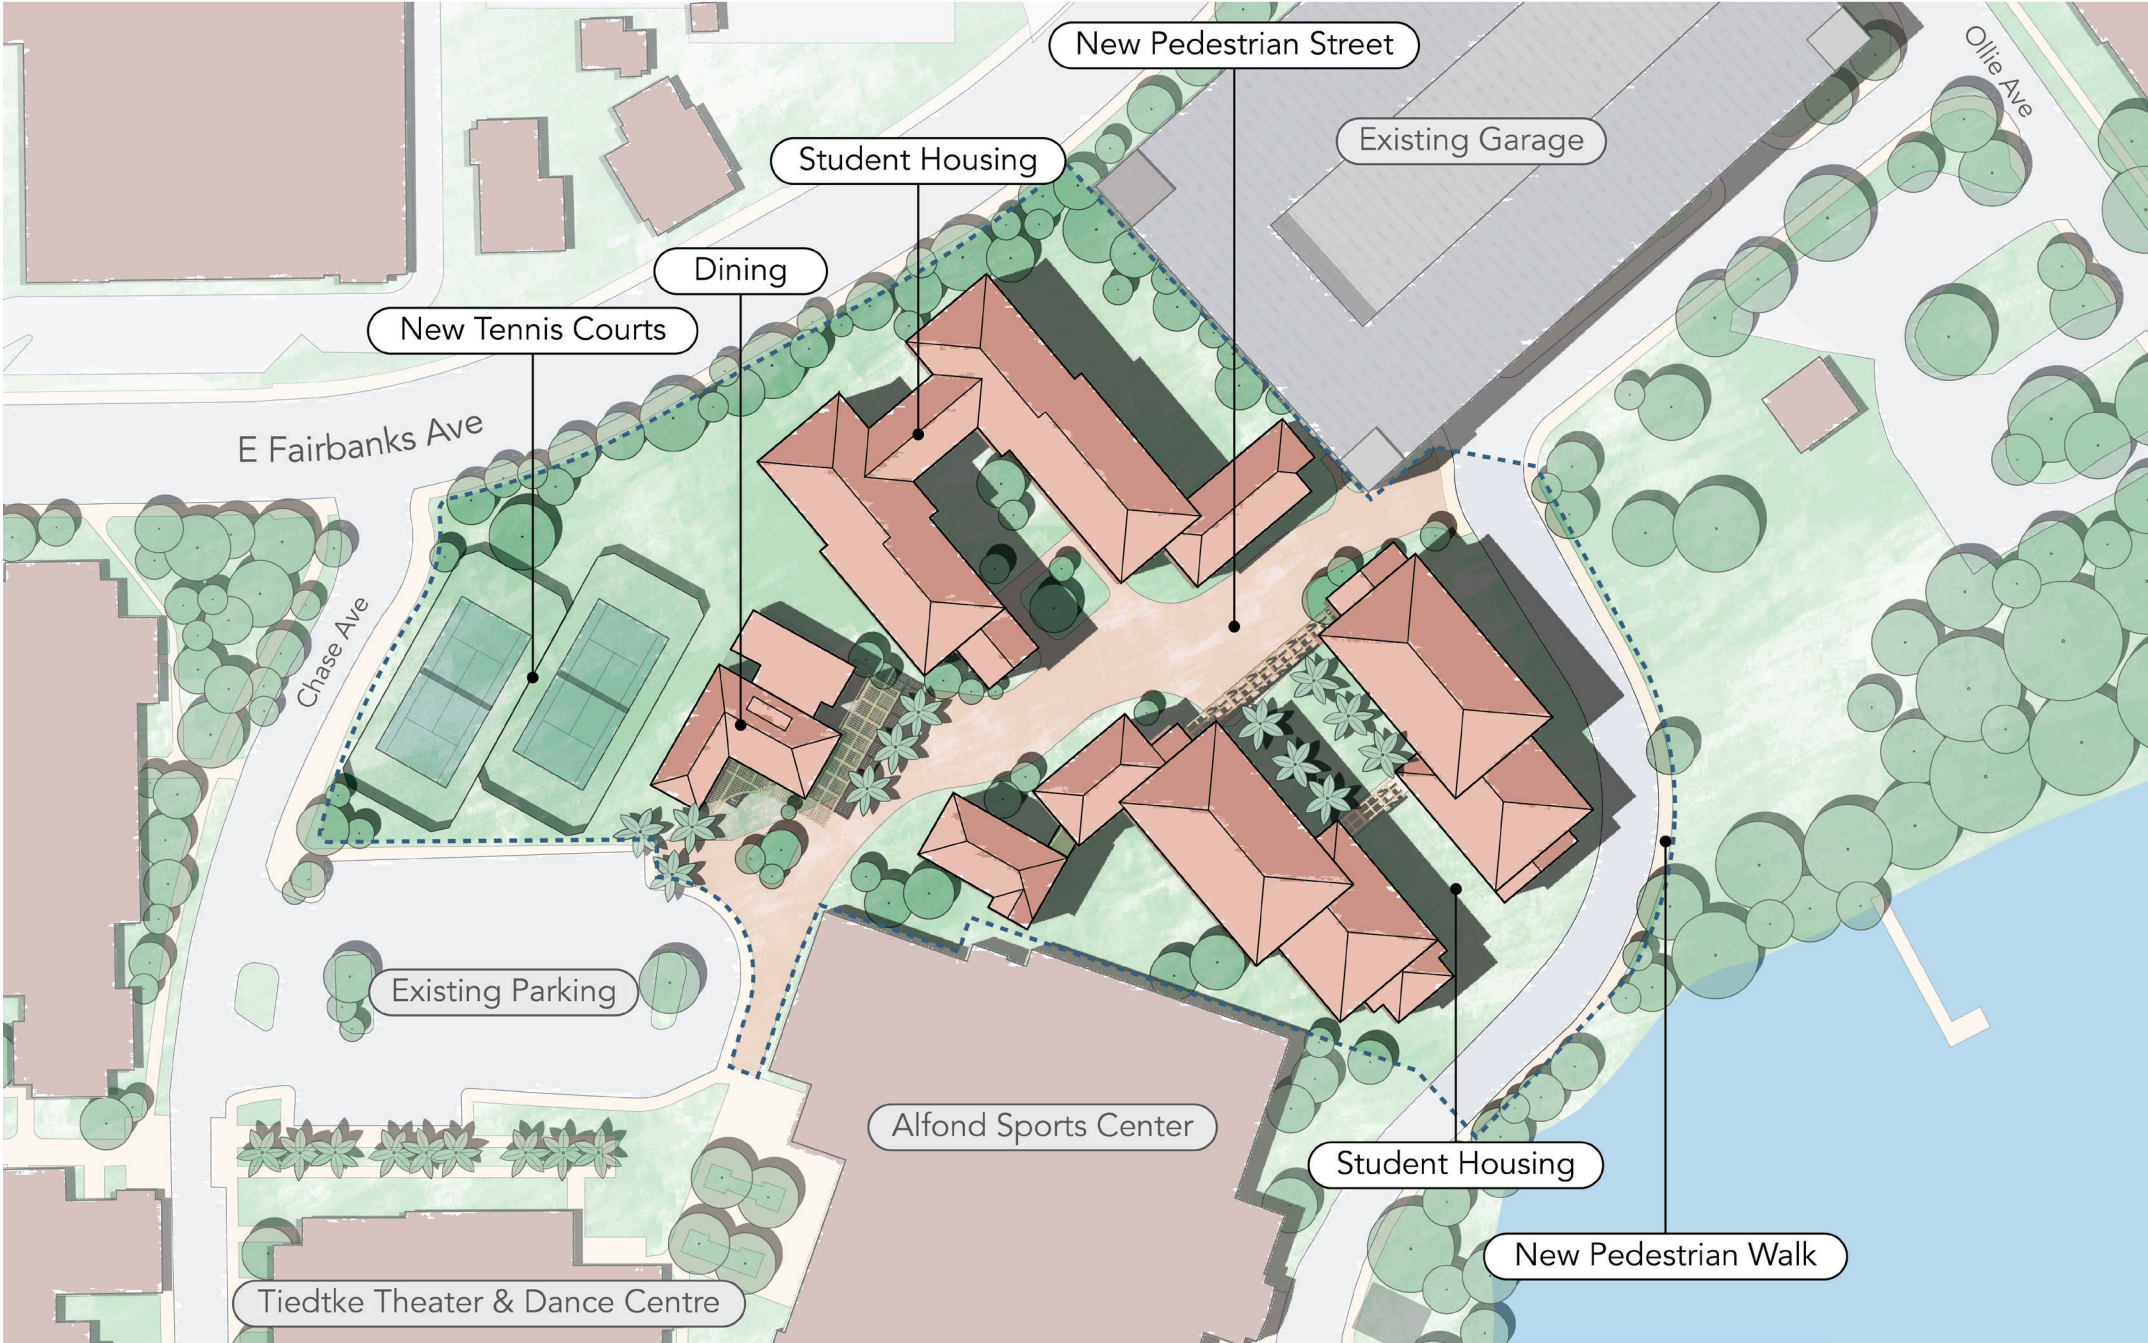 New Pedestrian Street
Ollie Ave
Existing Garage
Student Housing
Dining
New Tennis Courts
E Fairbanks Ave
Chase Ave
Existing Parking
Alfond Sports Center
Student Housing
New Pedestrian Walk
Tiedtke Theater & Dance Centre